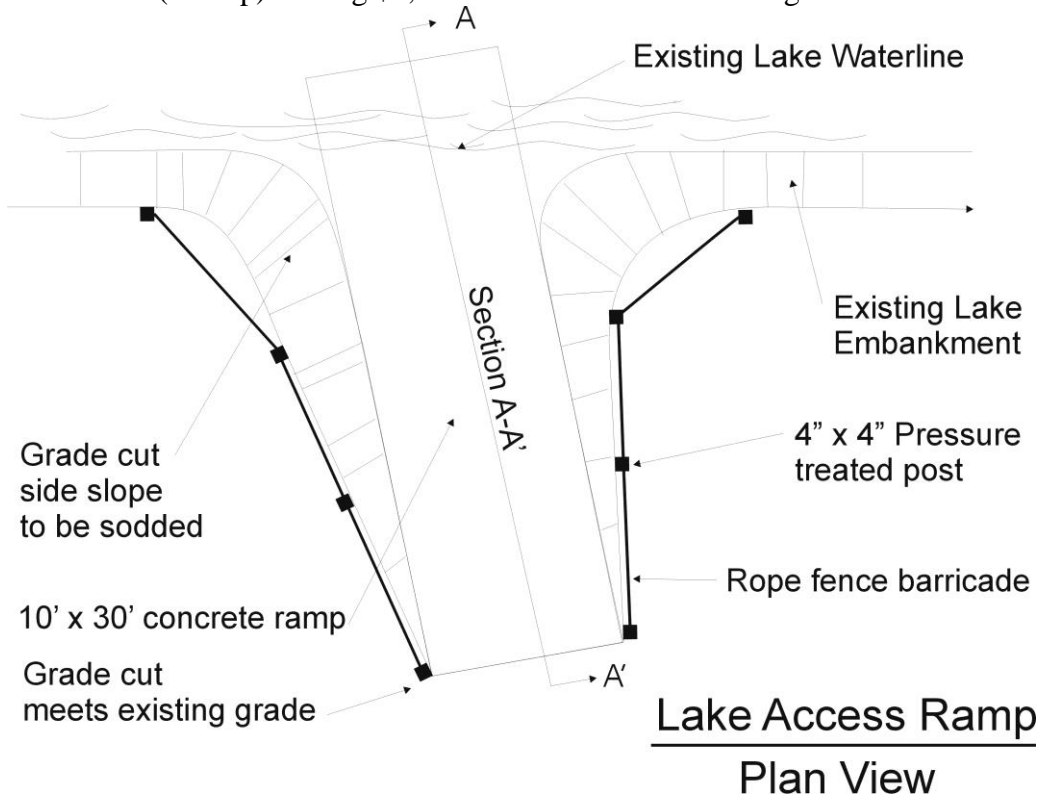 A
Existing Lake Waterline
Section A-A’
Existing Lake
Embankment
Grade cut
side slope
to be sodded
4” x 4” Pressure
treated post
Rope fence barricade
10’ x 30’ concrete ramp
Grade cut
meets existing grade
A’
Lake Access Ramp
Plan View